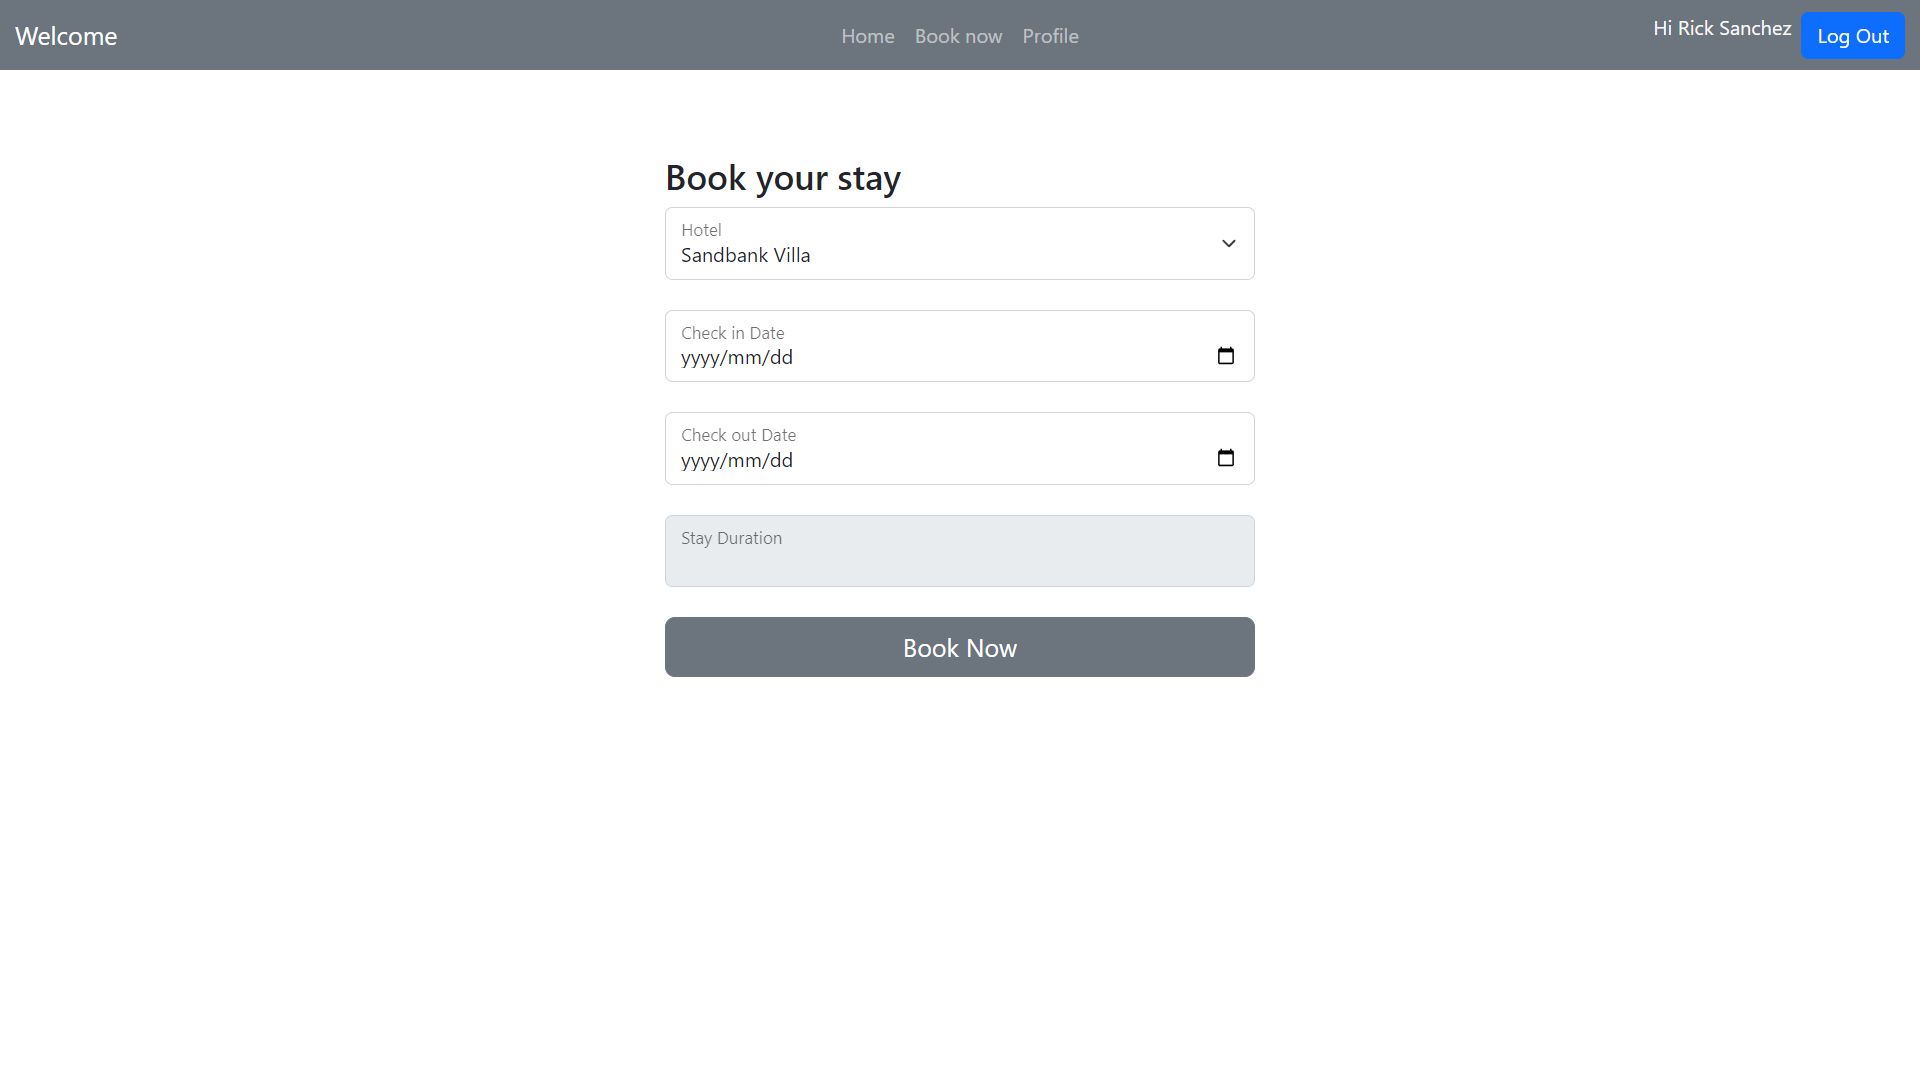 Welcome
Home Book now Profile
Hi Rick Sanchez Log Out
Book your stay
Hotel
Sandbank Villa
Check in Date
yyyy/mm/dd
Check out Date
yyyy/mm/dd
Stay Duration
Book Now